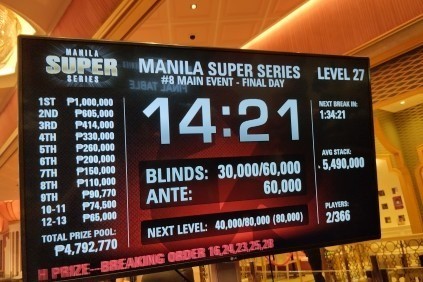 MANILA
SUPER
SERIES
MANILA SUPER SERIES
#8 MAIN EVENT - FINAL DAY
LEVEL 27
1ST ₱1,000,000
2ND ₱605,000
3RD ₱414,000
4TH ₱330,000
5TH ₱260,000
6TH ₱200,000
7TH ₱150,000
8TH ₱110,000
9TH ₱90,770
10-11 ₱74,500
12-13 ₱65,000
TOTAL PRIZE POOL:
₱4,792,770
14:21
BLINDS: 30,000/60,000
ANTE: 60,000
NEXT LEVEL: 40,000/80,000 (80,000)
NEXT BREAK IN:
1:34:21
AVG STACK:
5,490,000
PLAYERS:
2/366
H PRIZE--BREAKING ORDER 16,24,23,25,28
LG